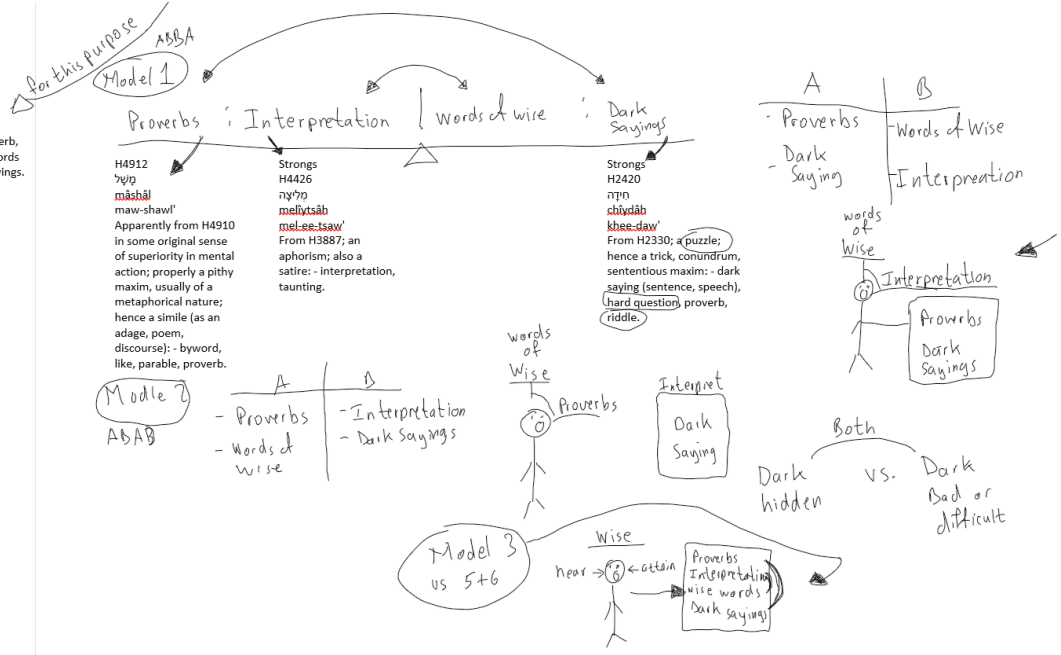 for this purpose
ABBA
Model 1
Proverbs : Interpretation | Words of wise : Dark Sayings
erb,
ords
ings.
H4912
מָשָׁל
mâshâl
maw-shawl'
Apparently from H4910
in some original sense
of superiority in mental
action; properly a pithy
maxim, usually of a
metaphorical nature;
hence a simile (as an
adage, poem,
discourse): - byword,
like, parable, proverb.
Strongs
H4426
מְלִיצָה
melîytsâh
mel-ee-tsaw'
From H3887; an
aphorism; also a
satire: - interpretation,
taunting.
Strongs
H2420
חִידָה
chîydâh
khee-daw'
From H2330; a puzzle;
hence a trick, conundrum,
sententious maxim: - dark
saying (sentence, speech),
hard question, proverb,
riddle.
A B
- Proverbs
- Dark
Saying
- Words of Wise
- Interpreation
words
of
Wise
Interpretation
Proverbs
Dark
Sayings
Modle 2
ABAB
A B
- Proverbs
- Words of
wise
- Interpretation
- Dark Sayings
words
of
Wise
Proverbs
Interpret
Dark
Saying
Both
Dark
hidden
vs.
Dark
Bad or
difficult
Model 3
vs 5+6
Wise
hear
attain
Proverbs
Interpretation
wise words
Dark sayings